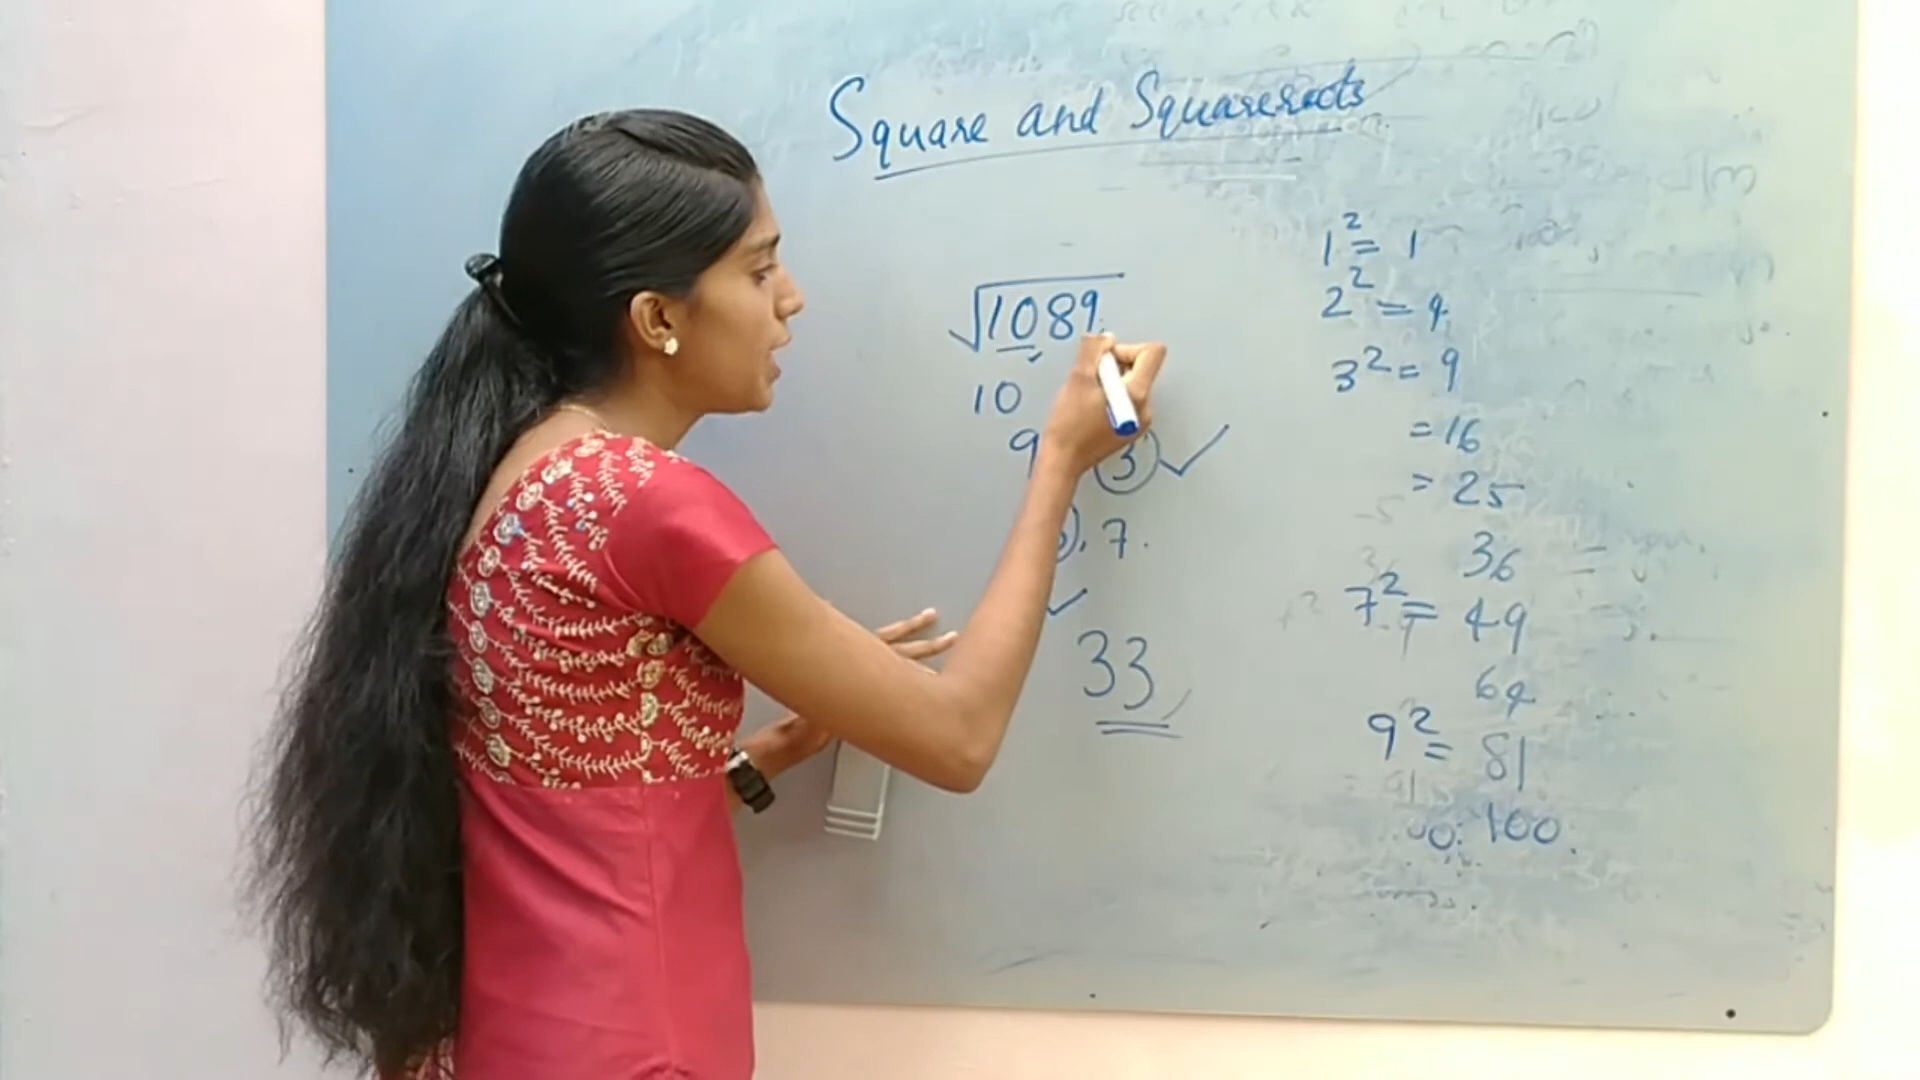 Square and Squareroots
√1089
10
9 3
7.
33
1² = 1
2² = 4
3² = 9
= 16
= 25
36
7² = 49
64
9² = 81
100.